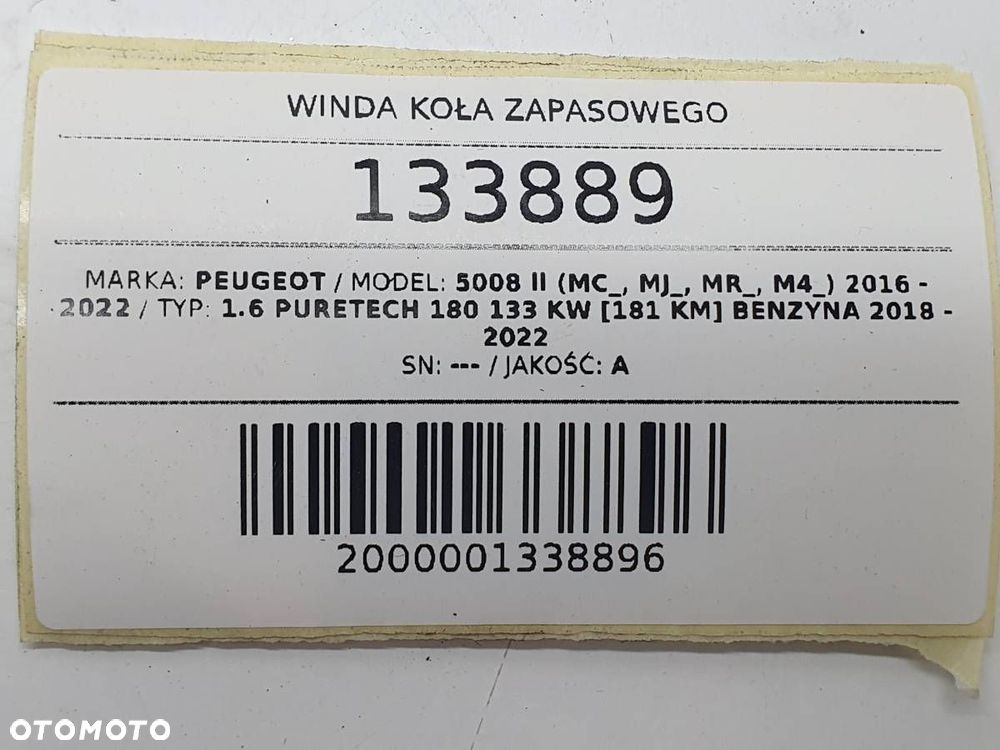 WINDA KOŁA ZAPASOWEGO
133889
MARKA: PEUGEOT / MODEL: 5008 II (MC_, MJ_, MR_, M4_) 2016 -
2022 / TYP: 1.6 PURETECH 180 133 KW [181 KM] BENZYNA 2018 -
2022
SN: --- / JAKOŚĆ: A
2000001338896
OTOMOTO